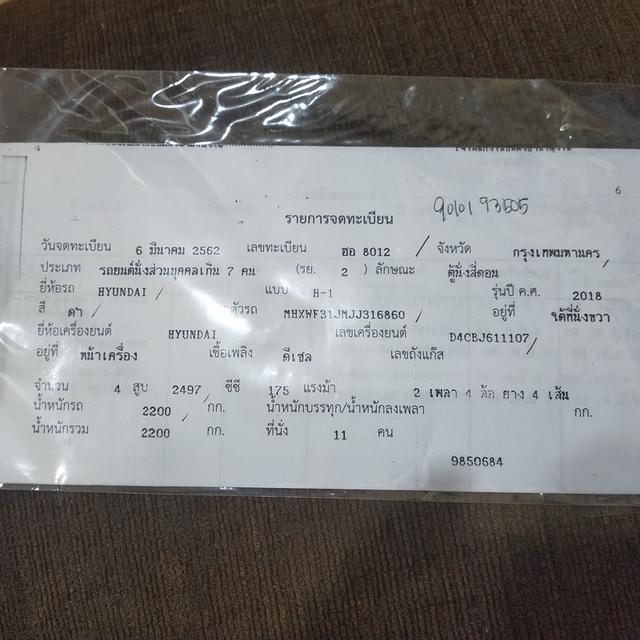 6
9010193505
รายการจดทะเบียน
วันจดทะเบียน 6 มีนาคม 2562 เลขทะเบียน ฮอ 8012 / จังหวัด กรุงเทพมหานคร /
ประเภท รถยนต์นั่งส่วนบุคคลเกิน 7 คน (รย. 2 ) ลักษณะ ตู้นั่งสี่ตอน
ยี่ห้อรถ HYUNDAI / แบบ H-1 รุ่นปี ค.ศ. 2018
สี ดำ / ตัวรถ MHXWF31JMJJ316860 / อยู่ที่ ใต้ที่นั่งขวา
ยี่ห้อเครื่องยนต์ HYUNDAI เลขเครื่องยนต์ D4CBJ611107 /
อยู่ที่ หน้าเครื่อง เชื้อเพลิง ดีเซล เลขถังแก๊ส
จำนวน 4 สูบ 2497 / ซีซี 175 แรงม้า 2 เพลา 4 ล้อ ยาง 4 เส้น
น้ำหนักรถ 2200 / กก. น้ำหนักบรรทุก/น้ำหนักลงเพลา กก.
น้ำหนักรวม 2200 กก. ที่นั่ง 11 คน
9850684